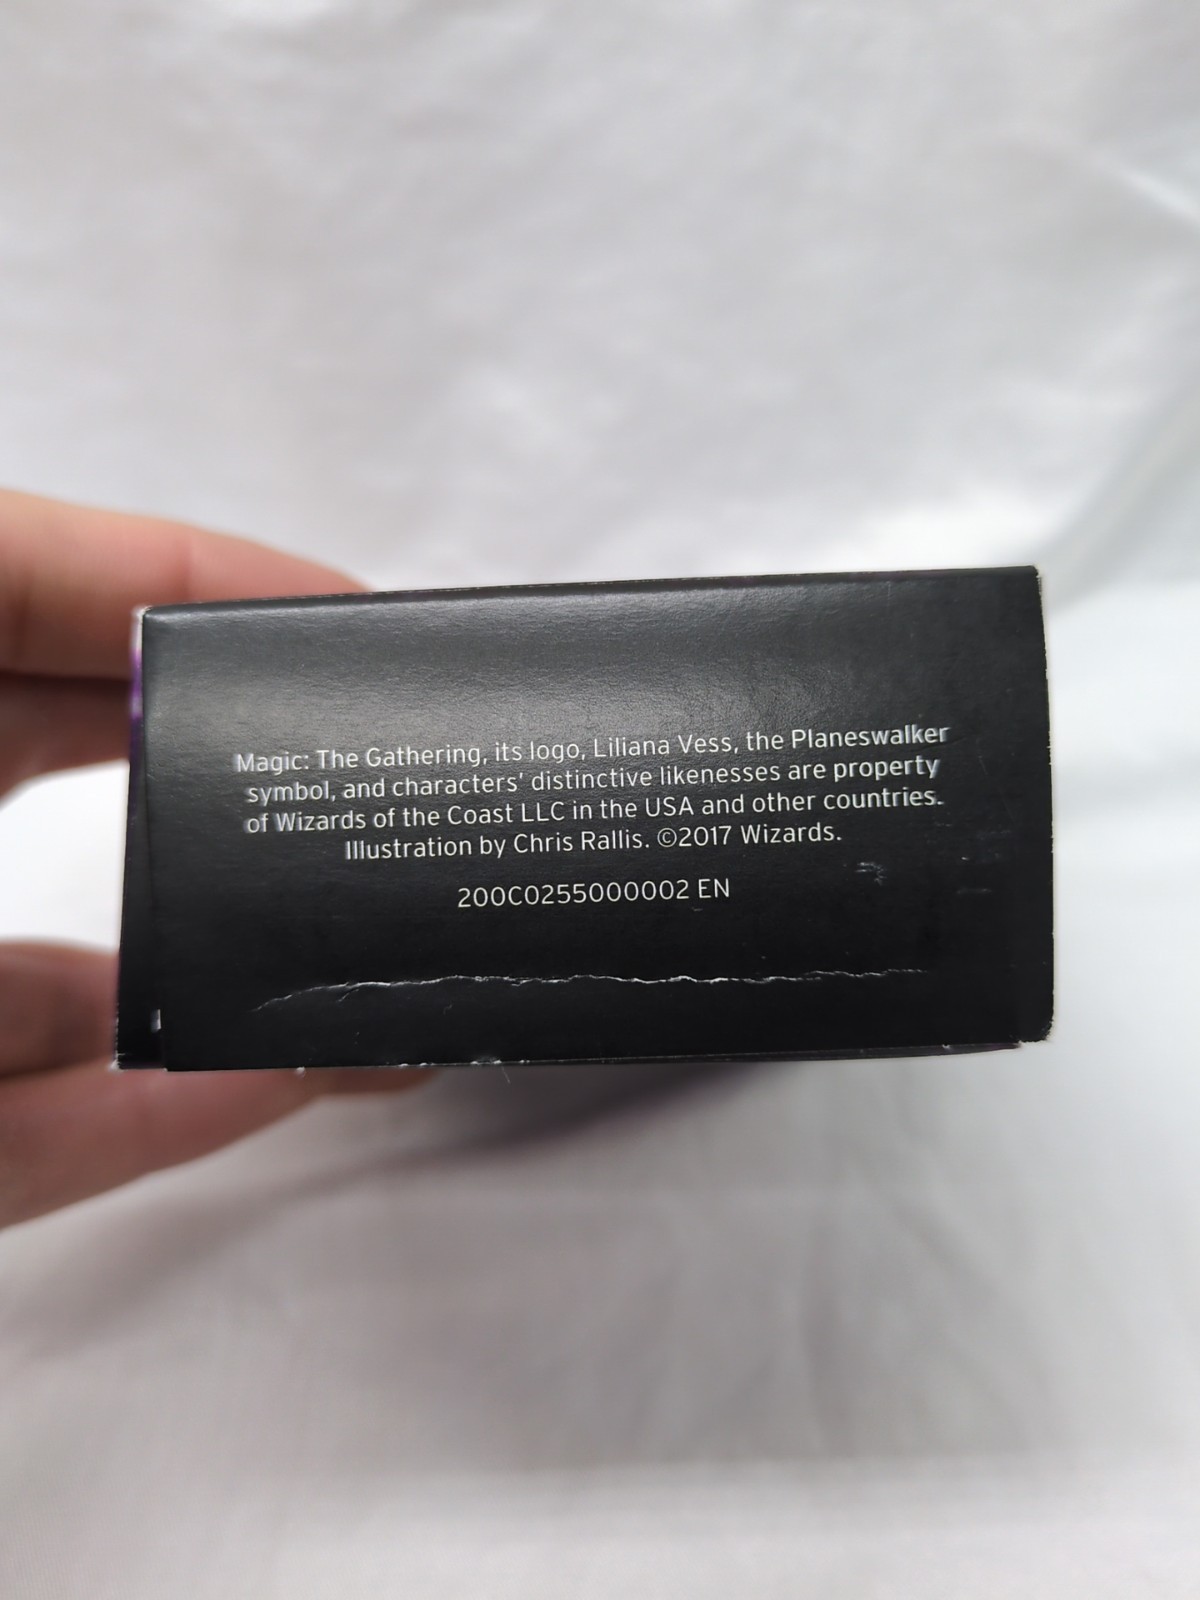 Magic: The Gathering, its logo, Liliana Vess, the Planeswalker
symbol, and characters' distinctive likenesses are property
of Wizards of the Coast LLC in the USA and other countries.
Illustration by Chris Rallis. ©2017 Wizards.
200C0255000002 EN